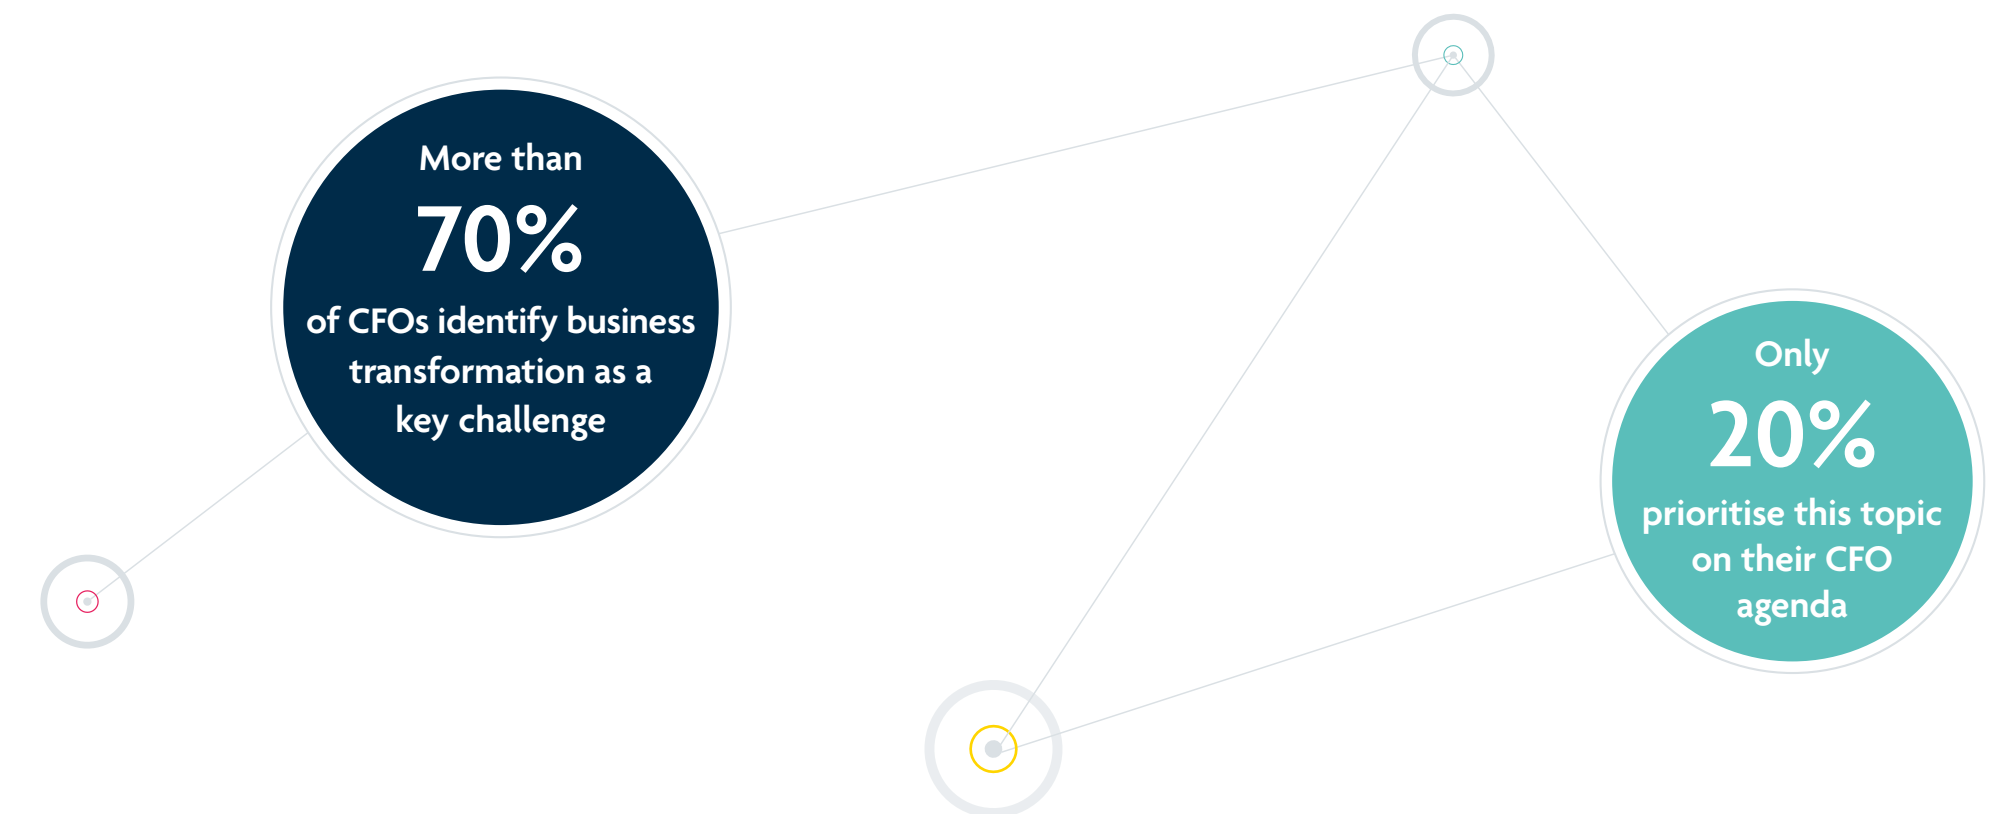 More than
70%
of CFOs identify business
transformation as a
key challenge
Only
20%
prioritise this topic
on their CFO
agenda